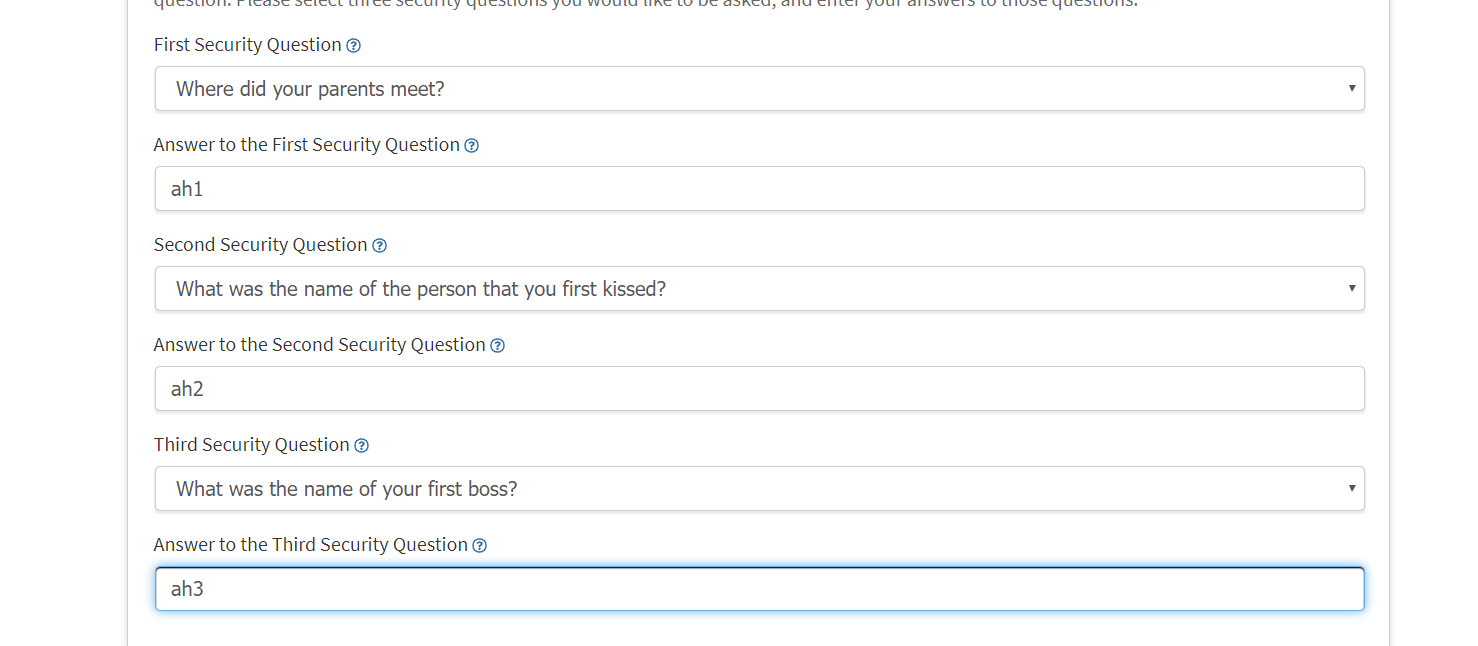 question. Please select three security questions you would like to be asked, and enter your answers to those questions.
First Security Question
Where did your parents meet?
Answer to the First Security Question
ah1
Second Security Question
What was the name of the person that you first kissed?
Answer to the Second Security Question
ah2
Third Security Question
What was the name of your first boss?
Answer to the Third Security Question
ah3